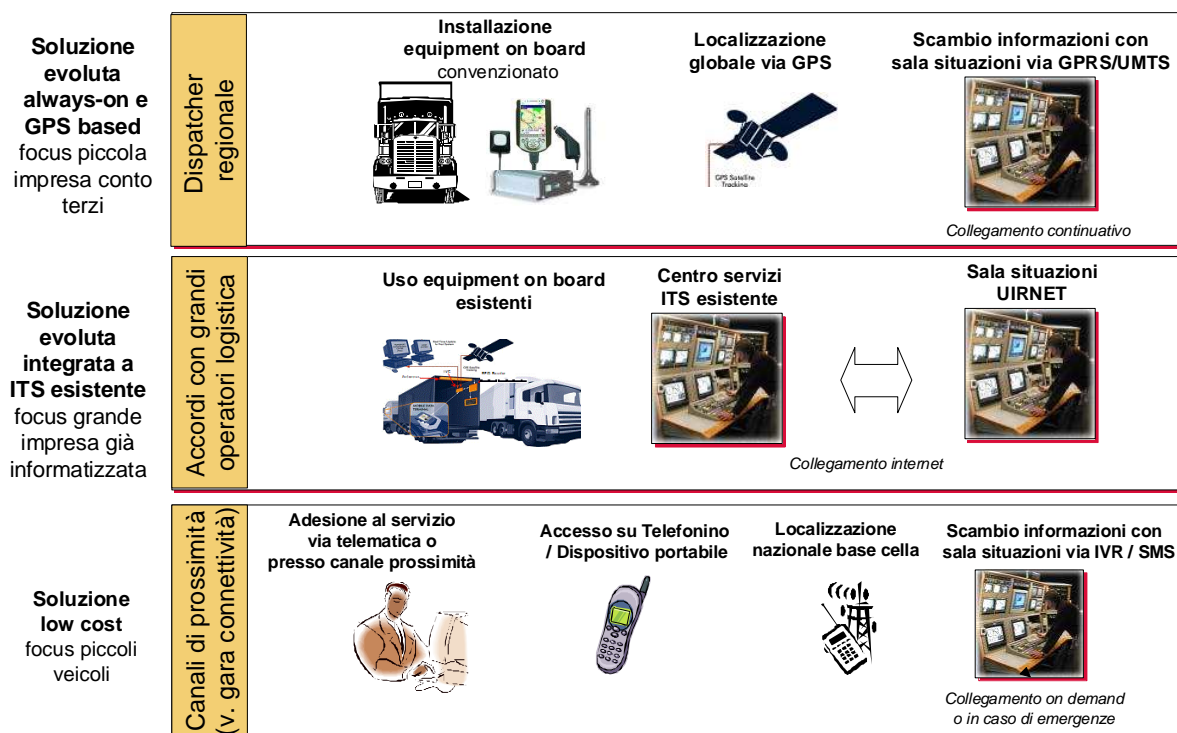 Soluzione
evoluta
always-on e
GPS based
focus piccola
impresa conto
terzi
Dispatcher
regionale
Installazione
equipment on board
convenzionato
Localizzazione
globale via GPS
GPS Satellite
Tracking
Scambio informazioni con
sala situazioni via GPRS/UMTS
Collegamento continuativo
Soluzione
evoluta
integrata a
ITS esistente
focus grande
impresa già
informatizzata
Accordi con grandi
operatori logistica
Uso equipment on board
esistenti
Centro servizi
ITS esistente
Sala situazioni
UIRNET
Collegamento internet
Soluzione
low cost
focus piccoli
veicoli
Canali di prossimità
(v. gara connettività)
Adesione al servizio
via telematica o
presso canale prossimità
Accesso su Telefonino
/ Dispositivo portabile
Localizzazione
nazionale base cella
Scambio informazioni con
sala situazioni via IVR / SMS
Collegamento on demand
o in caso di emergenze